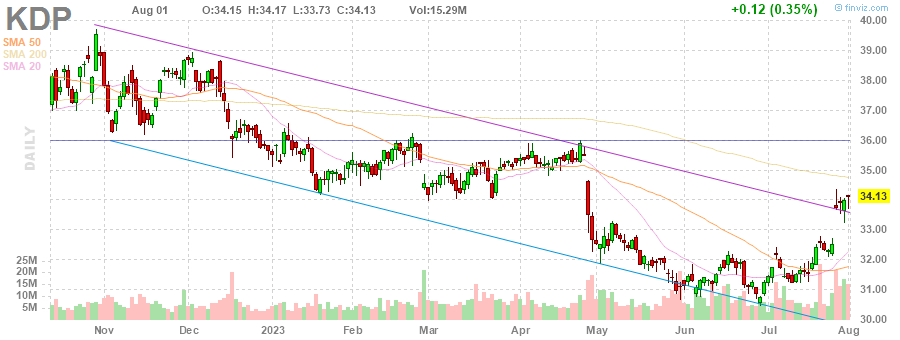 KDP Aug 01 O:34.15 H:34.17 L:33.73 C:34.13 Vol:15.29M +0.12 (0.35%) @ finviz.com
SMA 50
SMA 200
SMA 20
DAILY
40.00
39.00
38.00
37.00
36.00
35.00
34.13
33.00
32.00
31.00
30.00
25M
20M
15M
10M
5M
Nov Dec 2023 Feb Mar Apr May Jun Jul Aug